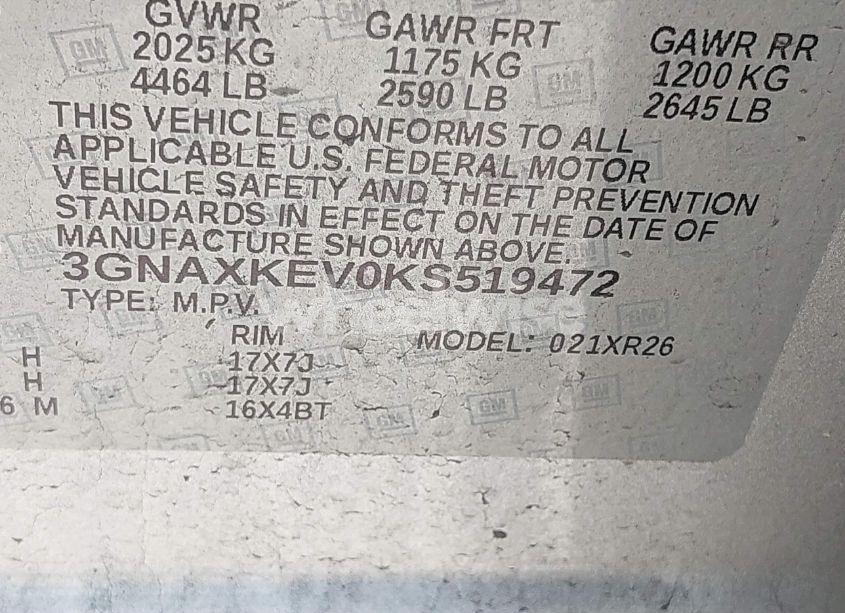 GVWR GAWR FRT GAWR RR
2025 KG 1175 KG 1200 KG
4464 LB 2590 LB 2645 LB
THIS VEHICLE CONFORMS TO ALL
APPLICABLE U.S. FEDERAL MOTOR
VEHICLE SAFETY AND THEFT PREVENTION
STANDARDS IN EFFECT ON THE DATE OF
MANUFACTURE SHOWN ABOVE.
3GNAXKEV0KS519472
TYPE: M.P.V.
RIM MODEL: 021XR26
H 17X7J
H 17X7J
6 M 16X4BT
GM